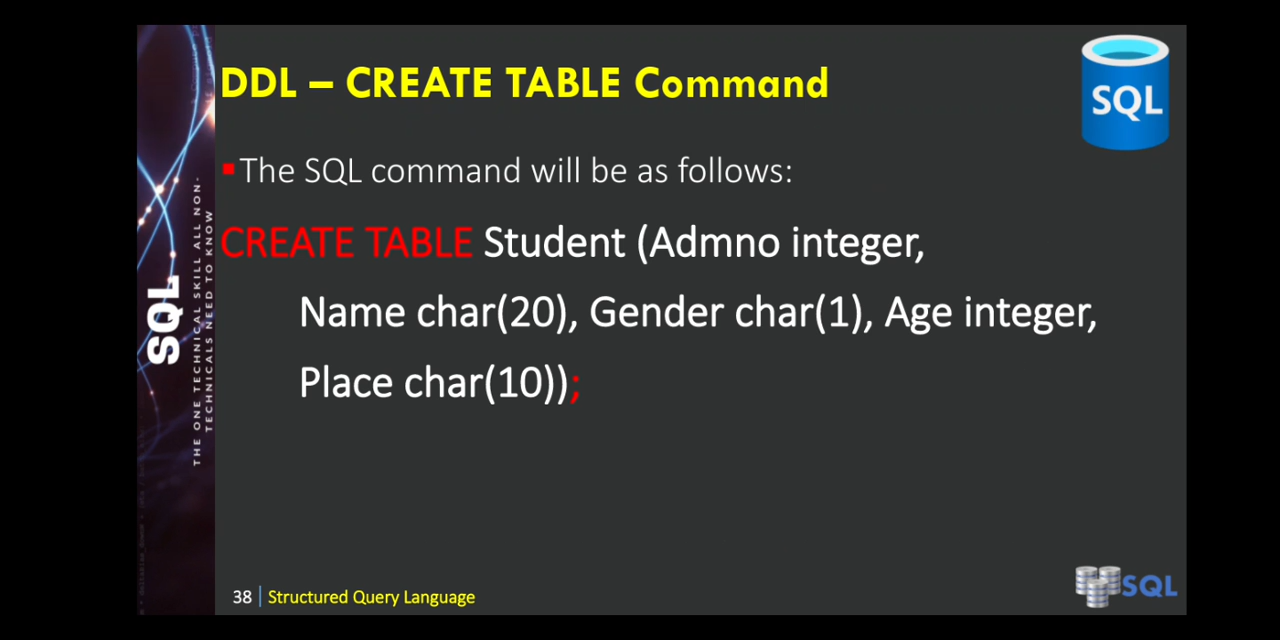 DDL – CREATE TABLE Command
SQL
▪The SQL command will be as follows:
CREATE TABLE Student (Admno integer,
Name char(20), Gender char(1), Age integer,
Place char(10));
SQL
THE ONE TECHNICAL SKILL ALL NON-
TECHNICALS NEED TO KNOW
38 Structured Query Language
SQL